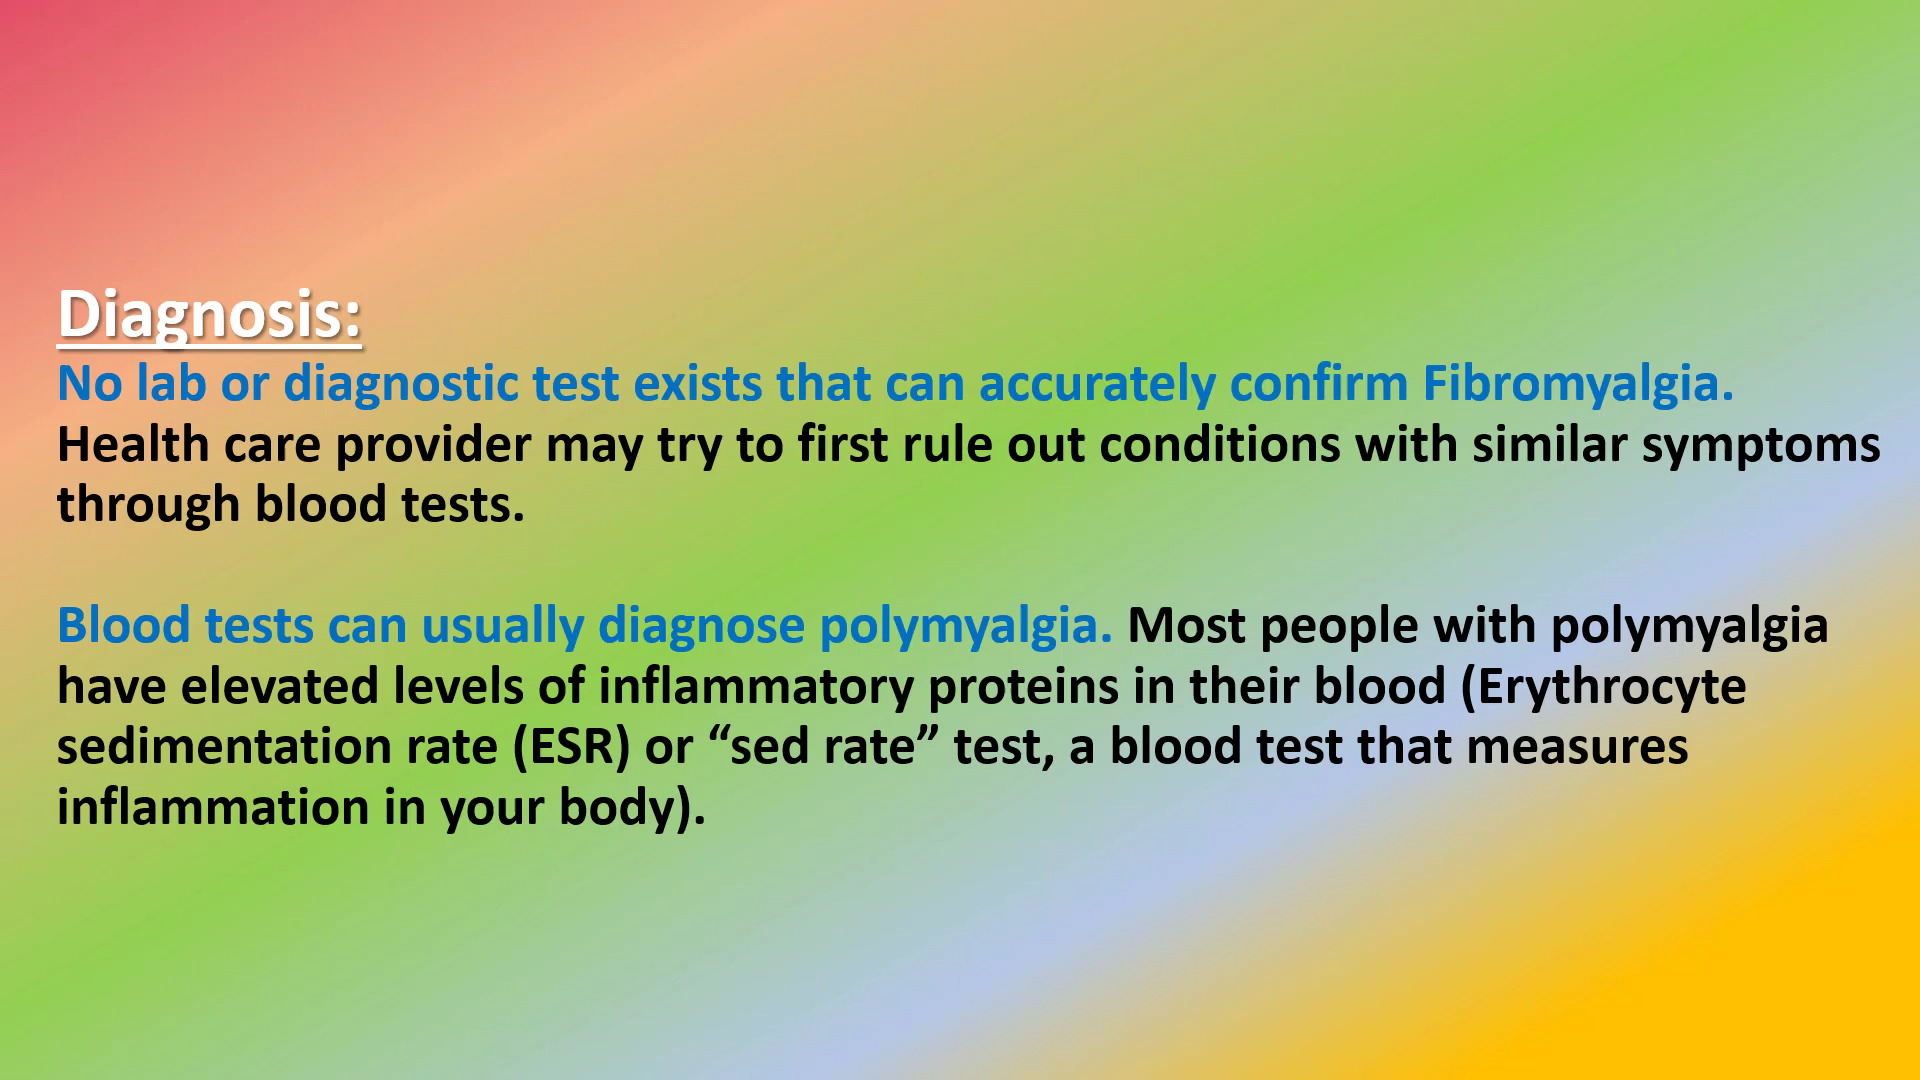 Diagnosis:
No lab or diagnostic test exists that can accurately confirm Fibromyalgia.
Health care provider may try to first rule out conditions with similar symptoms
through blood tests.
Blood tests can usually diagnose polymyalgia. Most people with polymyalgia
have elevated levels of inflammatory proteins in their blood (Erythrocyte
sedimentation rate (ESR) or “sed rate” test, a blood test that measures
inflammation in your body).